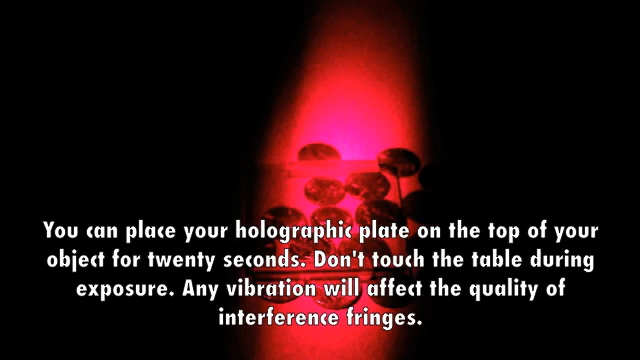 You can place your holographic plate on the top of your
object for twenty seconds. Don't touch the table during
exposure. Any vibration will affect the quality of
interference fringes.